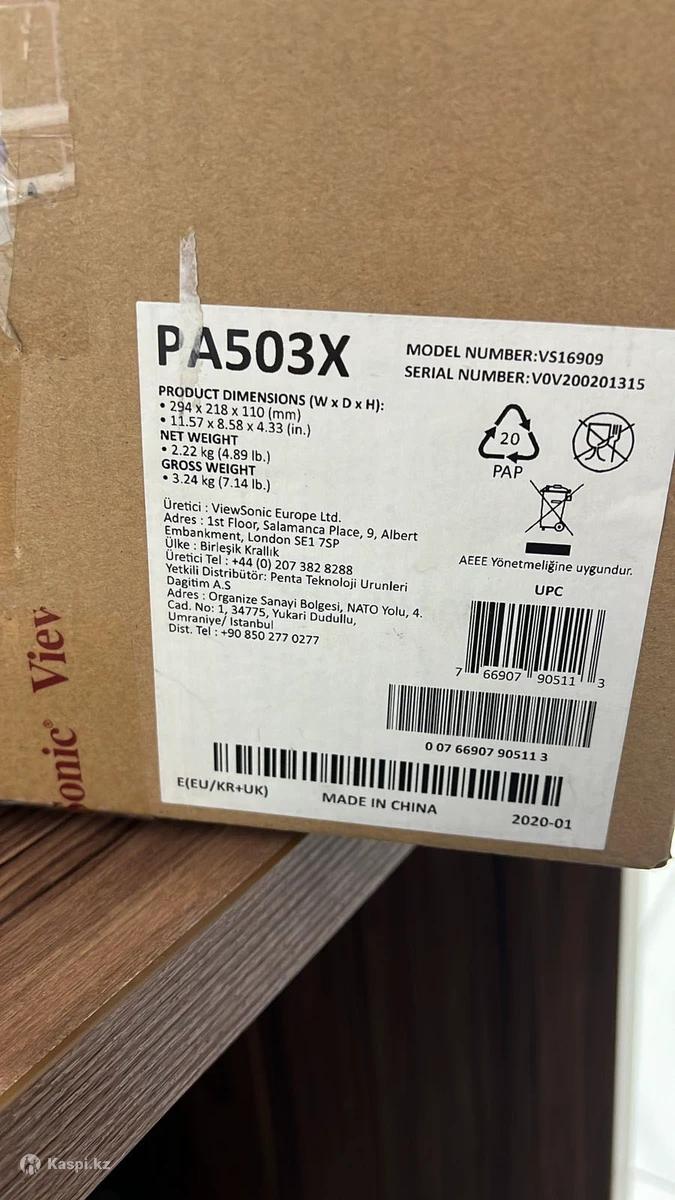 PA503X
MODEL NUMBER:VS16909
SERIAL NUMBER:V0V200201315
PRODUCT DIMENSIONS (W x D x H):
• 294 x 218 x 110 (mm)
• 11.57 x 8.58 x 4.33 (in.)
NET WEIGHT
• 2.22 kg (4.89 lb.)
GROSS WEIGHT
• 3.24 kg (7.14 lb.)
20
PAP
Üretici : ViewSonic Europe Ltd.
Adres : 1st Floor, Salamanca Place, 9, Albert
Embankment, London SE1 7SP
Ülke : Birleşik Krallık
Üretici Tel : +44 (0) 207 382 8288
Yetkili Distribütör: Penta Teknoloji Urunleri
Dagitim A.S
Adres : Organize Sanayi Bolgesi, NATO Yolu, 4.
Cad. No: 1, 34775, Yukari Dudullu,
Umraniye/ Istanbul
Dist. Tel : +90 850 277 0277
AEEE Yönetmeliğine uygundur.
UPC
7 66907 90511 3
0 07 66907 90511 3
E(EU/KR+UK)
MADE IN CHINA
2020-01
onic® View
Kaspi.kz